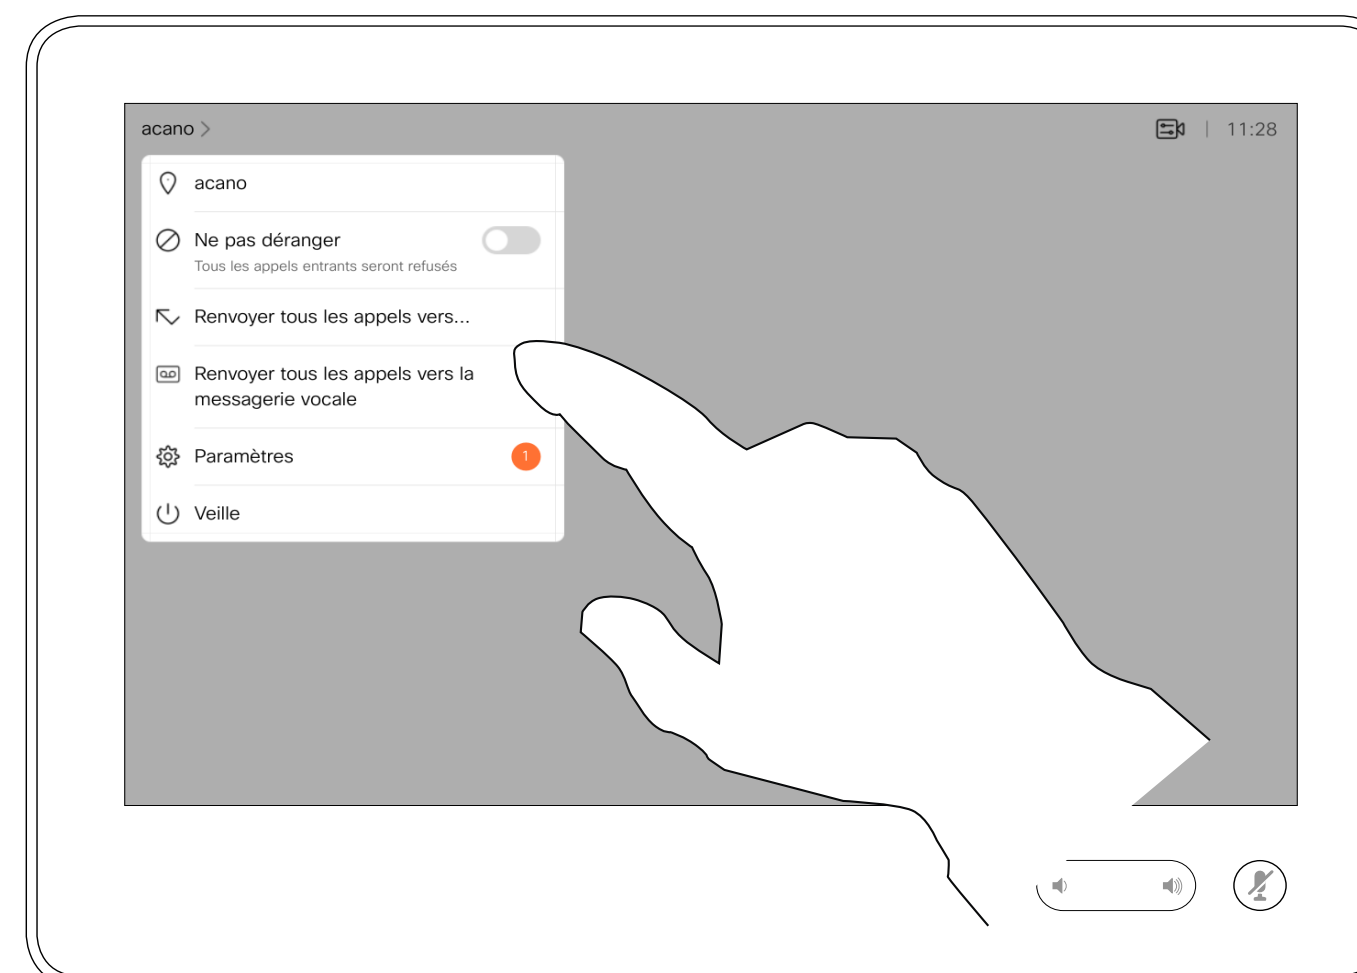 acano
11:28
acano
Ne pas déranger
Tous les appels entrants seront refusés
Renvoyer tous les appels vers...
Renvoyer tous les appels vers la
messagerie vocale
Paramètres
1
Veille